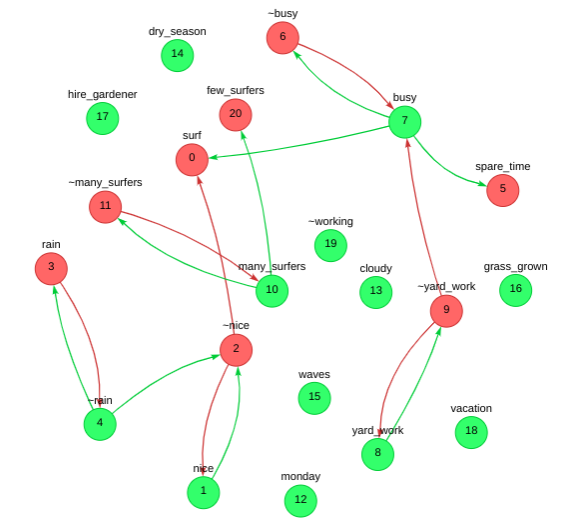 ~busy
6
dry_season
14
hire_gardener
17
few_surfers
20
busy
7
surf
0
spare_time
5
~many_surfers
11
~working
19
rain
3
many_surfers
10
cloudy
13
grass_grown
16
~yard_work
9
~nice
2
waves
15
~rain
4
vacation
18
yard_work
8
nice
1
monday
12